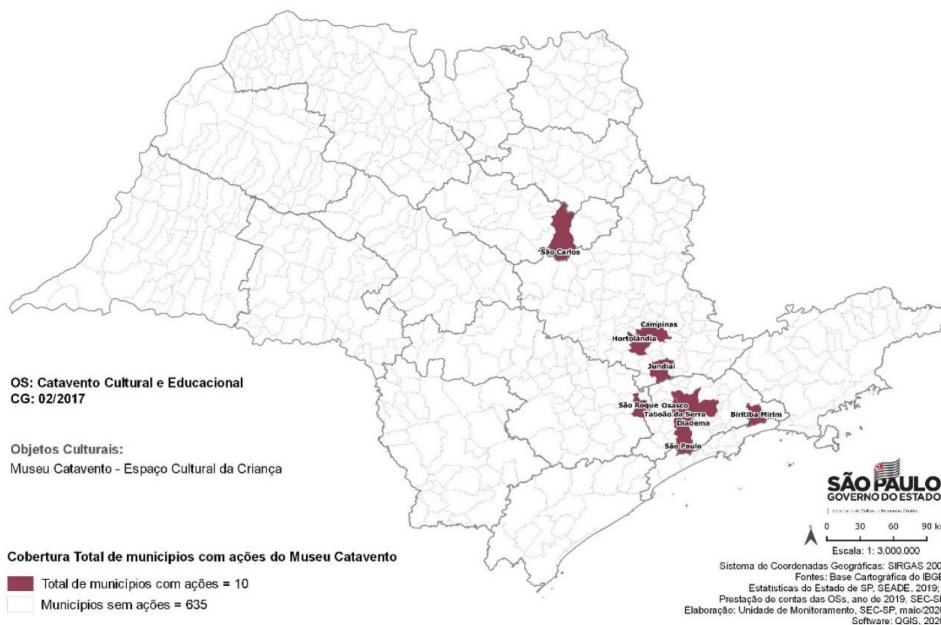 São Carlos
Campinas
Hortolândia
Jundiaí
São Roque
Osasco
Taboão da Serra
Diadema
Biritiba Mirim
São Paulo
OS: Catavento Cultural e Educacional
CG: 02/2017
Objetos Culturais:
Museu Catavento - Espaço Cultural da Criança
SÃO PAULO
GOVERNO DO ESTADO
0 30 60 90 k
Escala: 1: 3.000.000
Cobertura Total de municípios com ações do Museu Catavento
Total de municípios com ações = 10
Municípios sem ações = 635
Sistema de Coordenadas Geográficas: SIRGAS 200
Fontes: Base Cartográfica do IBGE
Estatísticas do Estado de SP, SEADE, 2019;
Prestação de contas das OSs, ano de 2019, SEC-S
Elaboração: Unidade de Monitoramento, SEC-SP, maio/202
Software: QGIS, 202